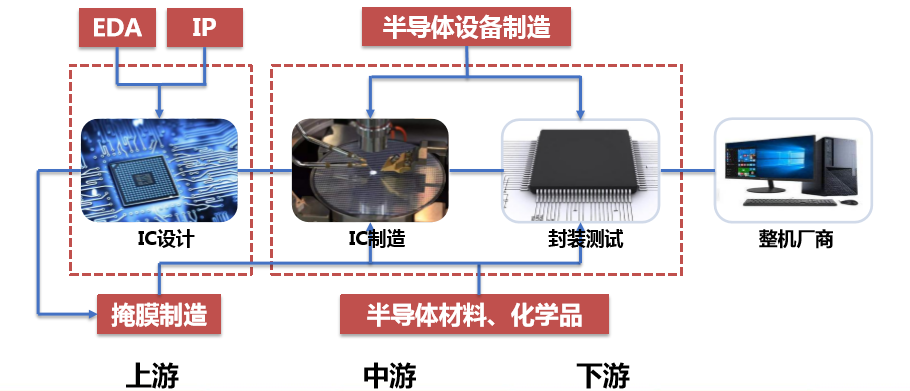 EDA
IP
半导体设备制造
IC设计
IC制造
封装测试
整机厂商
掩膜制造
半导体材料、化学品
上游
中游
下游